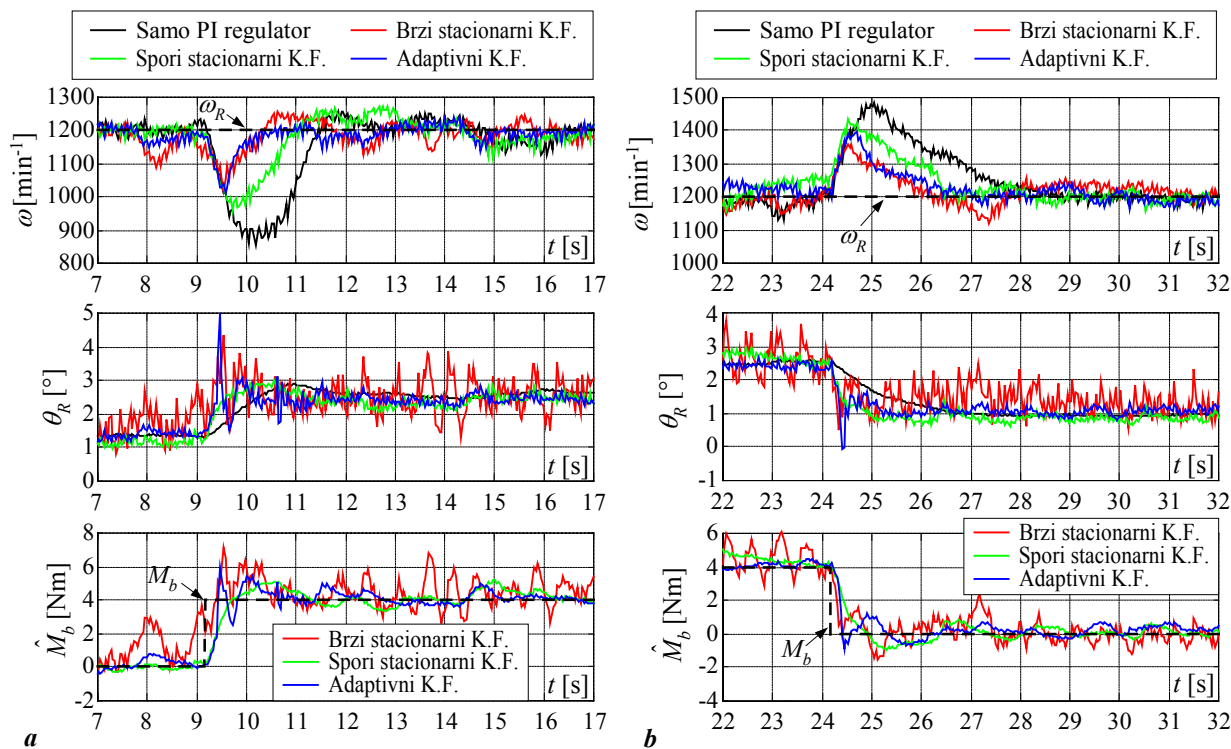 Samo PI regulator
Brzi stacionarni K.F.
Spori stacionarni K.F.
Adaptivni K.F.
Samo PI regulator
Brzi stacionarni K.F.
Spori stacionarni K.F.
Adaptivni K.F.
1300
1200
1100
1000
900
800
ω [min⁻¹]
ω_R
t [s]
7 8 9 10 11 12 13 14 15 16 17
1500
1400
1300
1200
1100
1000
ω [min⁻¹]
ω_R
t [s]
22 23 24 25 26 27 28 29 30 31 32
5
4
3
2
1
0
θ_R [°]
t [s]
7 8 9 10 11 12 13 14 15 16 17
4
3
2
1
0
-1
θ_R [°]
t [s]
22 23 24 25 26 27 28 29 30 31 32
8
6
4
2
0
-2
M̂_b [Nm]
M_b
Brzi stacionarni K.F.
Spori stacionarni K.F.
Adaptivni K.F.
t [s]
7 8 9 10 11 12 13 14 15 16 17
a
6
4
2
0
-2
-4
M̂_b [Nm]
M_b
Brzi stacionarni K.F.
Spori stacionarni K.F.
Adaptivni K.F.
t [s]
22 23 24 25 26 27 28 29 30 31 32
b